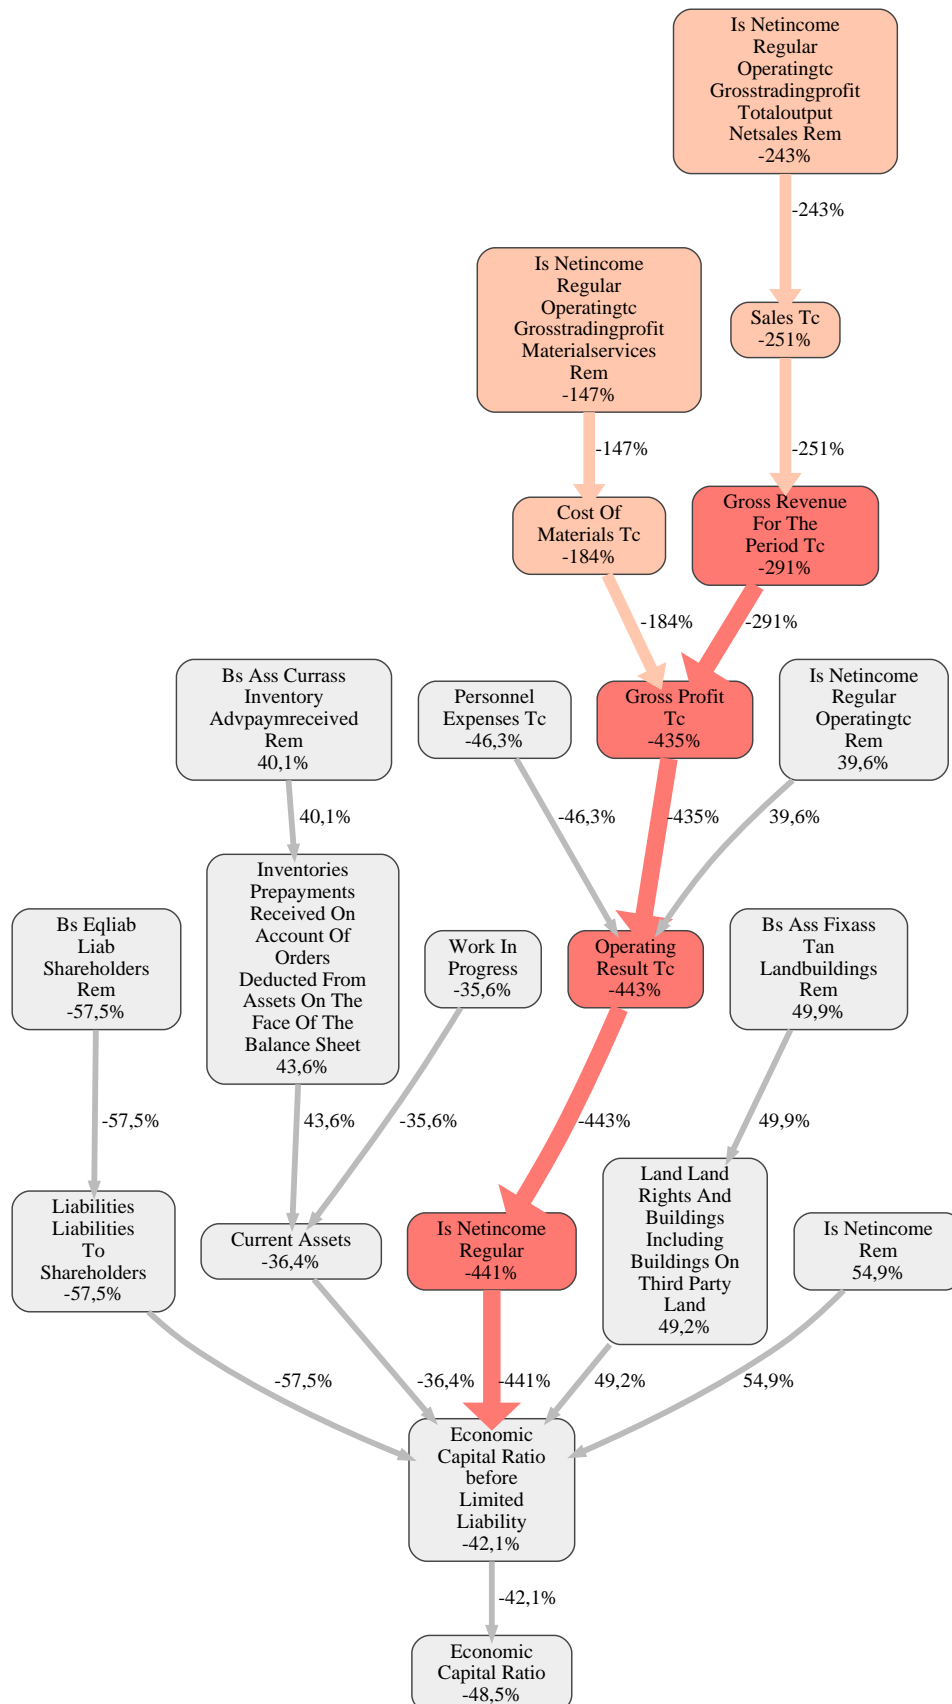 Is Netincome
Regular
Operatingtc
Grosstradingprofit
Totaloutput
Netsales Rem
-243%
-243%
Is Netincome
Regular
Operatingtc
Grosstradingprofit
Materialservices
Rem
-147%
Sales Tc
-251%
-147%
-251%
Cost Of
Materials Tc
-184%
Gross Revenue
For The
Period Tc
-291%
-184%
-291%
Bs Ass Currass
Inventory
Advpaymreceived
Rem
40,1%
Personnel
Expenses Tc
-46,3%
Gross Profit
Tc
-435%
Is Netincome
Regular
Operatingtc
Rem
39,6%
40,1%
-46,3%
-435%
39,6%
Bs Eqliab
Liab
Shareholders
Rem
-57,5%
Inventories
Prepayments
Received On
Account Of
Orders
Deducted From
Assets On The
Face Of The
Balance Sheet
43,6%
Work In
Progress
-35,6%
Operating
Result Tc
-443%
Bs Ass Fixass
Tan
Landbuildings
Rem
49,9%
-57,5%
43,6%
-35,6%
-443%
49,9%
Liabilities
Liabilities
To
Shareholders
-57,5%
Current Assets
-36,4%
Is Netincome
Regular
-441%
Land Land
Rights And
Buildings
Including
Buildings On
Third Party
Land
49,2%
Is Netincome
Rem
54,9%
-57,5%
-36,4%
-441%
49,2%
54,9%
Economic
Capital Ratio
before
Limited
Liability
-42,1%
-42,1%
Economic
Capital Ratio
-48,5%